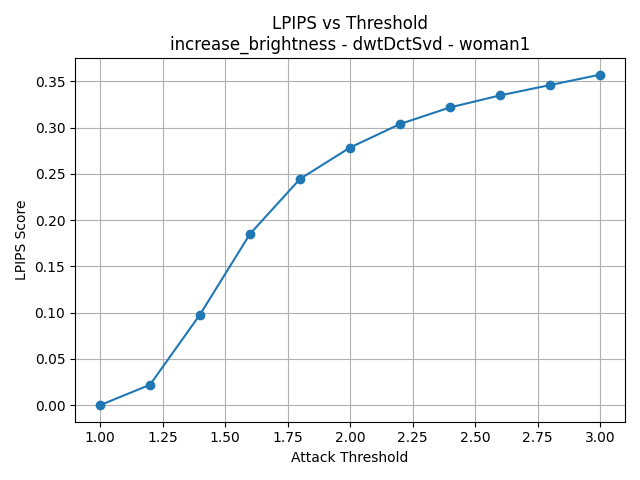 LPIPS vs Threshold
increase_brightness - dwtDctSvd - woman1
LPIPS Score
0.35
0.30
0.25
0.20
0.15
0.10
0.05
0.00
1.00 1.25 1.50 1.75 2.00 2.25 2.50 2.75 3.00
Attack Threshold